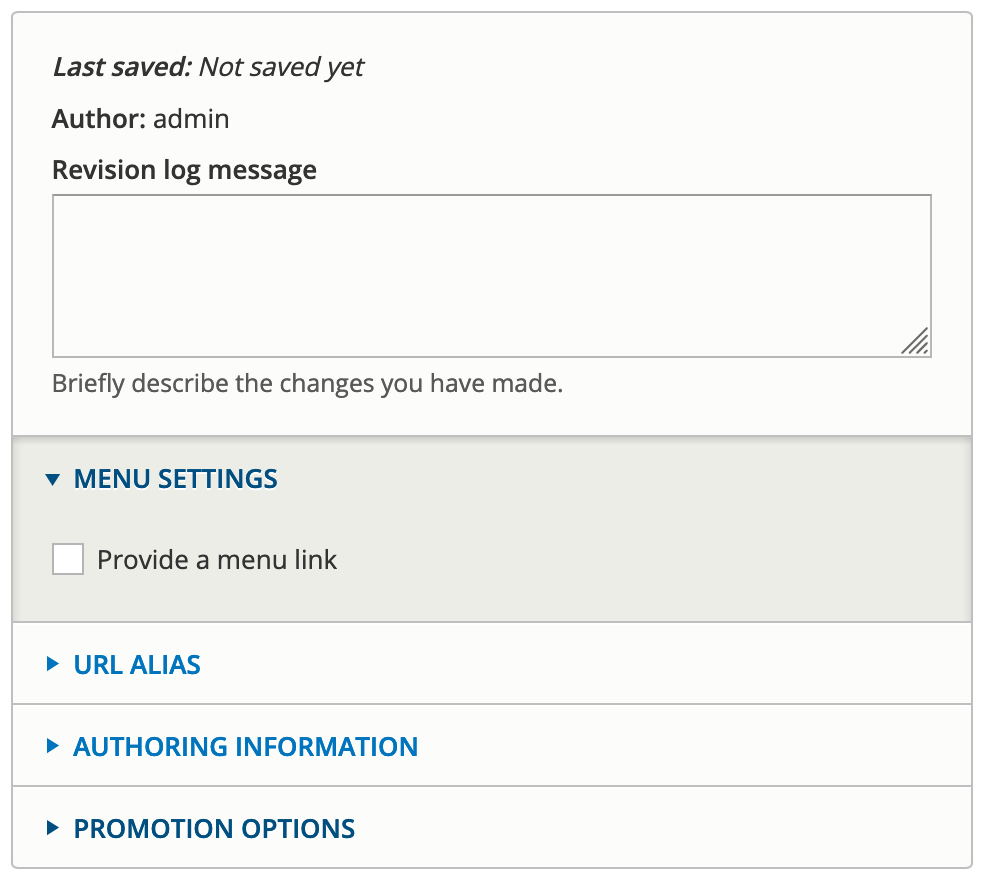 Last saved: Not saved yet
Author: admin
Revision log message
Briefly describe the changes you have made.
MENU SETTINGS
Provide a menu link
URL ALIAS
AUTHORING INFORMATION
PROMOTION OPTIONS